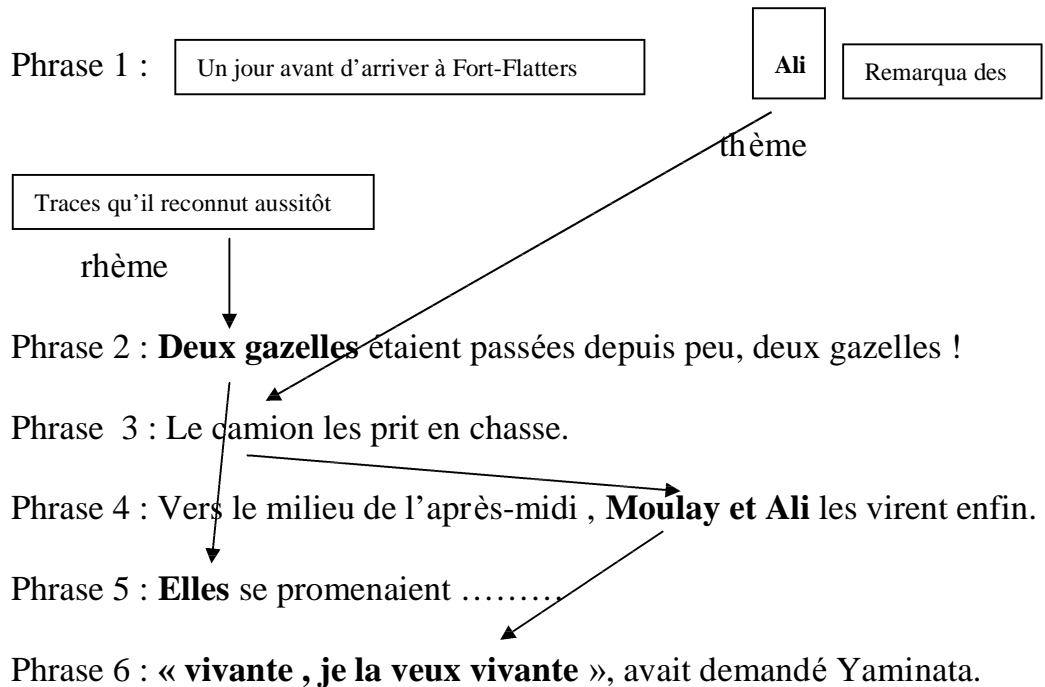 Phrase 1 : Un jour avant d’arriver à Fort-Flatters Ali Remarqua des
thème
Traces qu’il reconnut aussitôt
rhème
Phrase 2 : Deux gazelles étaient passées depuis peu, deux gazelles !
Phrase 3 : Le camion les prit en chasse.
Phrase 4 : Vers le milieu de l’après-midi , Moulay et Ali les virent enfin.
Phrase 5 : Elles se promenaient ………
Phrase 6 : « vivante , je la veux vivante », avait demandé Yaminata.